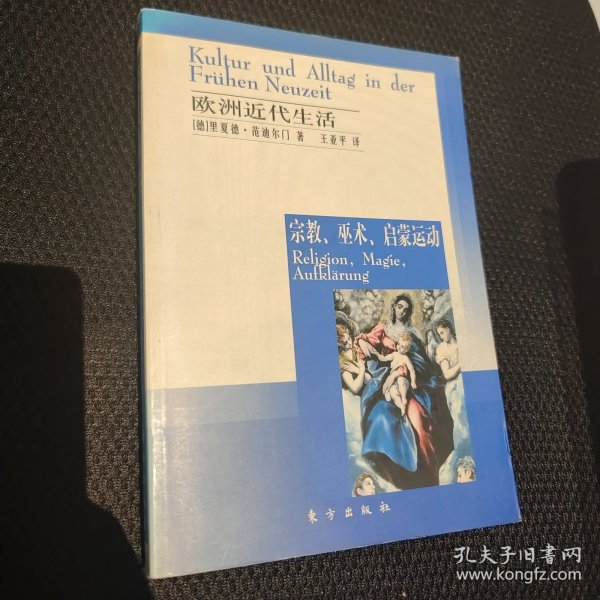 Kultur und Alltag in der
Frühen Neuzeit
欧洲近代生活
[德]里夏德·范迪尔门 著 王亚平 译
宗教、巫术、启蒙运动
Religion, Magie,
Aufklärung
东方出版社
孔夫子旧书网
www.kongfz.com